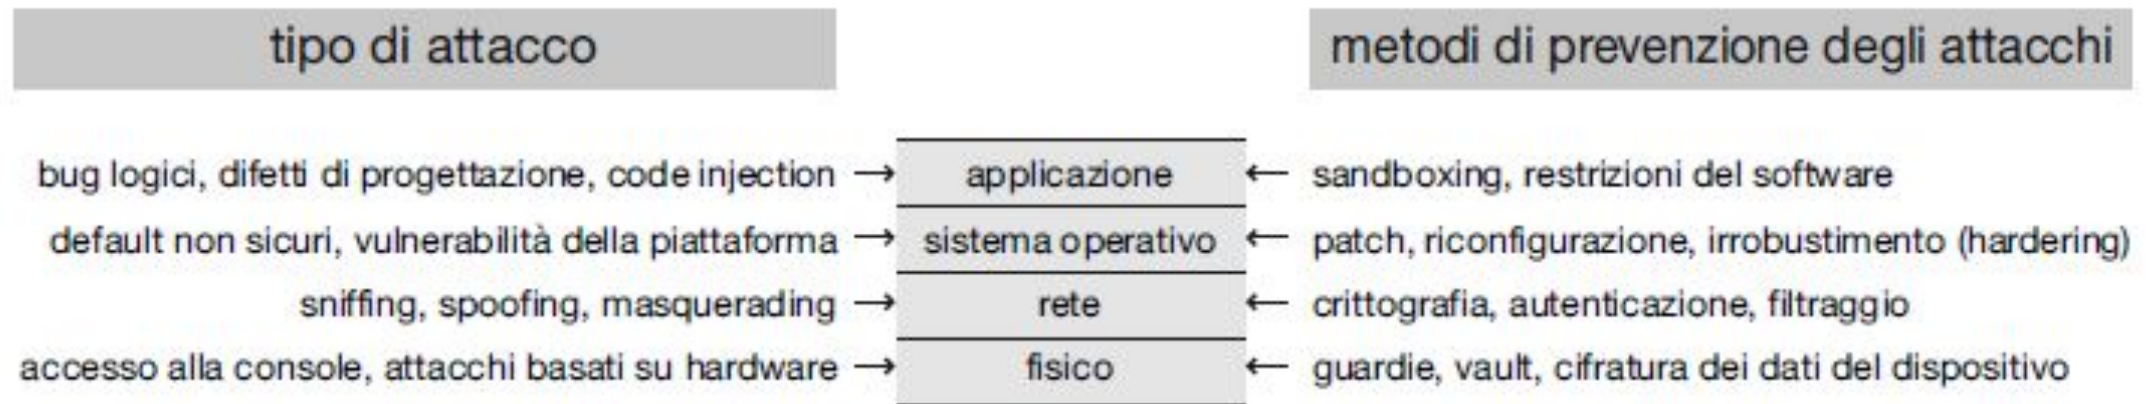 tipo di attacco metodi di prevenzione degli attacchi
bug logici, difetti di progettazione, code injection → applicazione ← sandboxing, restrizioni del software
default non sicuri, vulnerabilità della piattaforma → sistema operativo ← patch, riconfigurazione, irrobustimento (hardering)
sniffing, spoofing, masquerading → rete ← crittografia, autenticazione, filtraggio
accesso alla console, attacchi basati su hardware → fisico ← guardie, vault, cifratura dei dati del dispositivo